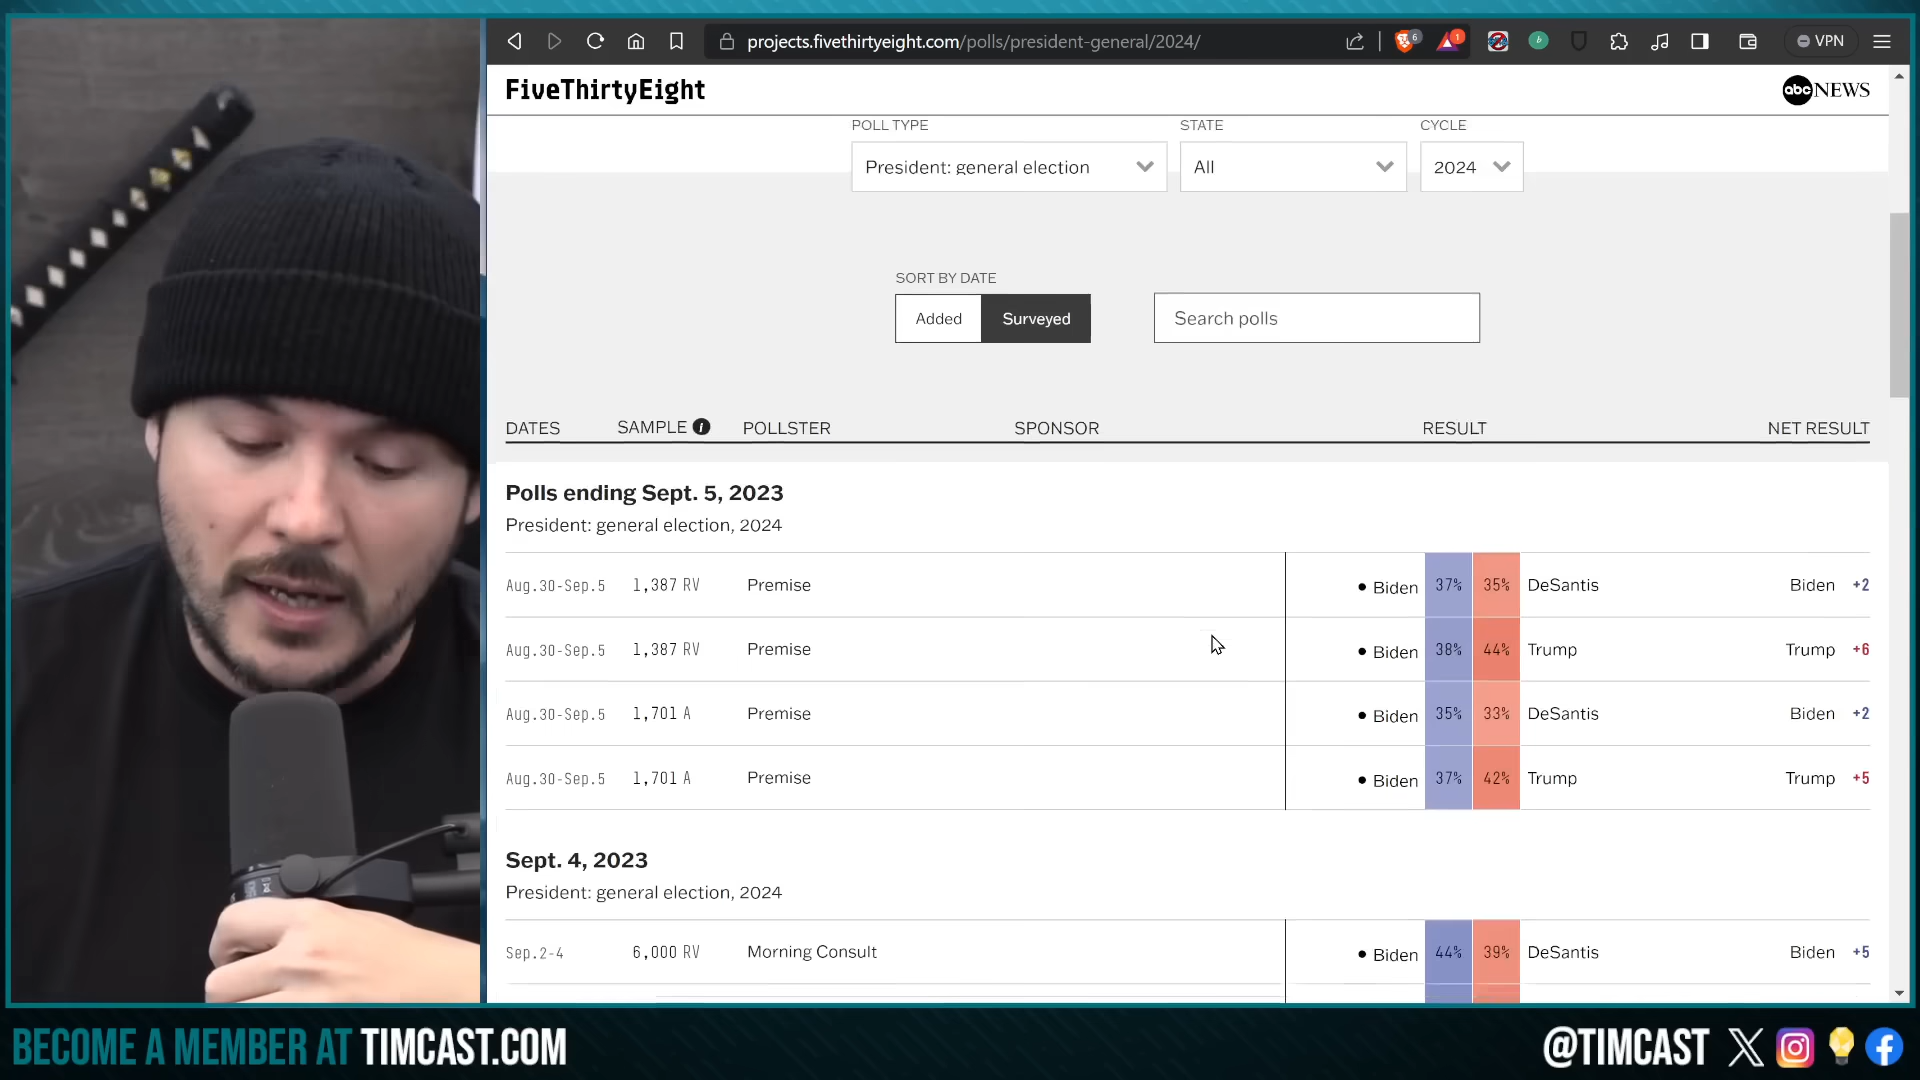 projects.fivethirtyeight.com/polls/president-general/2024/
6
1
VPN
FiveThirtyEight
abc NEWS
POLL TYPE STATE CYCLE
President: general election All 2024
SORT BY DATE
Added Surveyed Search polls
DATES SAMPLE i POLLSTER SPONSOR RESULT NET RESULT
Polls ending Sept. 5, 2023
President: general election, 2024
Aug.30-Sep.5 1,387 RV Premise • Biden 37% 35% DeSantis Biden +2
Aug.30-Sep.5 1,387 RV Premise • Biden 38% 44% Trump Trump +6
Aug.30-Sep.5 1,701 A Premise • Biden 35% 33% DeSantis Biden +2
Aug.30-Sep.5 1,701 A Premise • Biden 37% 42% Trump Trump +5
Sept. 4, 2023
President: general election, 2024
Sep.2-4 6,000 RV Morning Consult • Biden 44% 39% DeSantis Biden +5
BECOME A MEMBER AT TIMCAST.COM
@TIMCAST